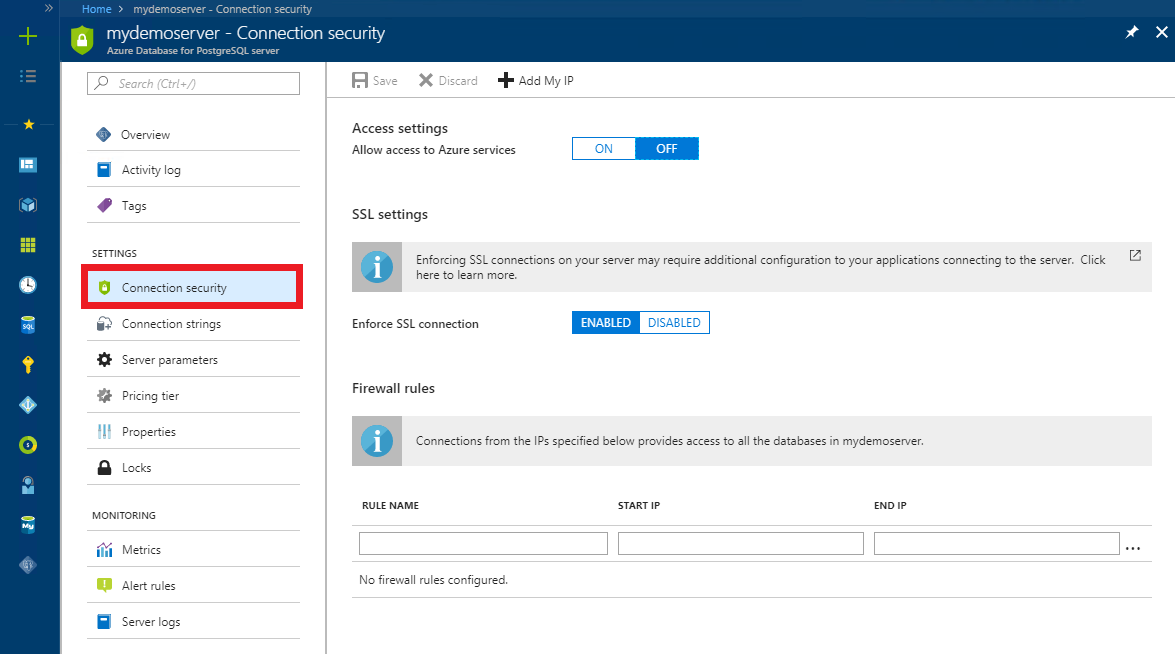 Home > mydemoserver - Connection security
mydemoserver - Connection security
Azure Database for PostgreSQL server
Search (Ctrl+/)
Overview
Activity log
Tags
SETTINGS
Connection security
Connection strings
Server parameters
Pricing tier
Properties
Locks
MONITORING
Metrics
Alert rules
Server logs
Save Discard Add My IP
Access settings
Allow access to Azure services ON OFF
SSL settings
Enforcing SSL connections on your server may require additional configuration to your applications connecting to the server. Click
here to learn more.
Enforce SSL connection ENABLED DISABLED
Firewall rules
Connections from the IPs specified below provides access to all the databases in mydemoserver.
RULE NAME START IP END IP
...
No firewall rules configured.
SQL
My